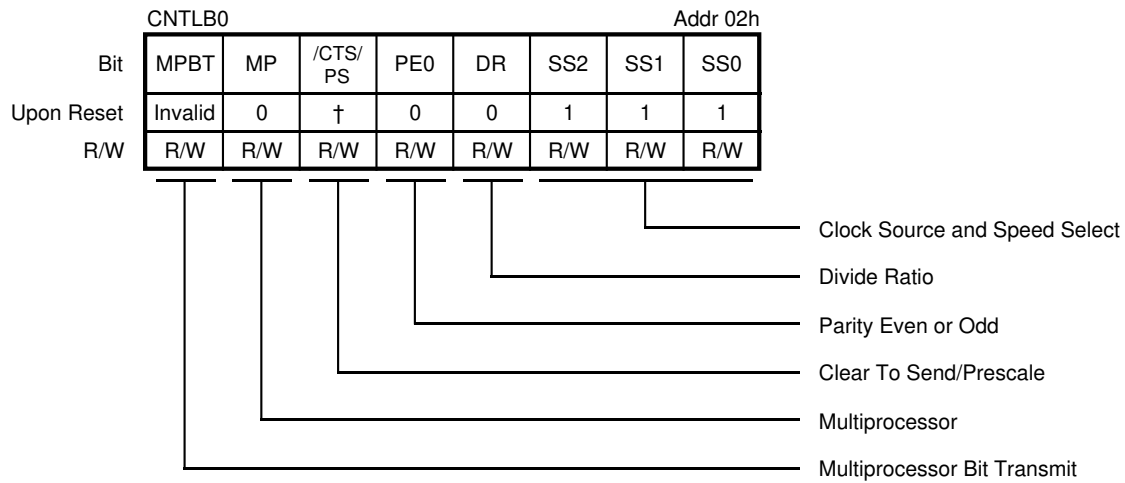 CNTLB0 Addr 02h
Bit MPBT MP /CTS/ PS PE0 DR SS2 SS1 SS0
Upon Reset Invalid 0 † 0 0 1 1 1
R/W R/W R/W R/W R/W R/W R/W R/W R/W
Clock Source and Speed Select
Divide Ratio
Parity Even or Odd
Clear To Send/Prescale
Multiprocessor
Multiprocessor Bit Transmit